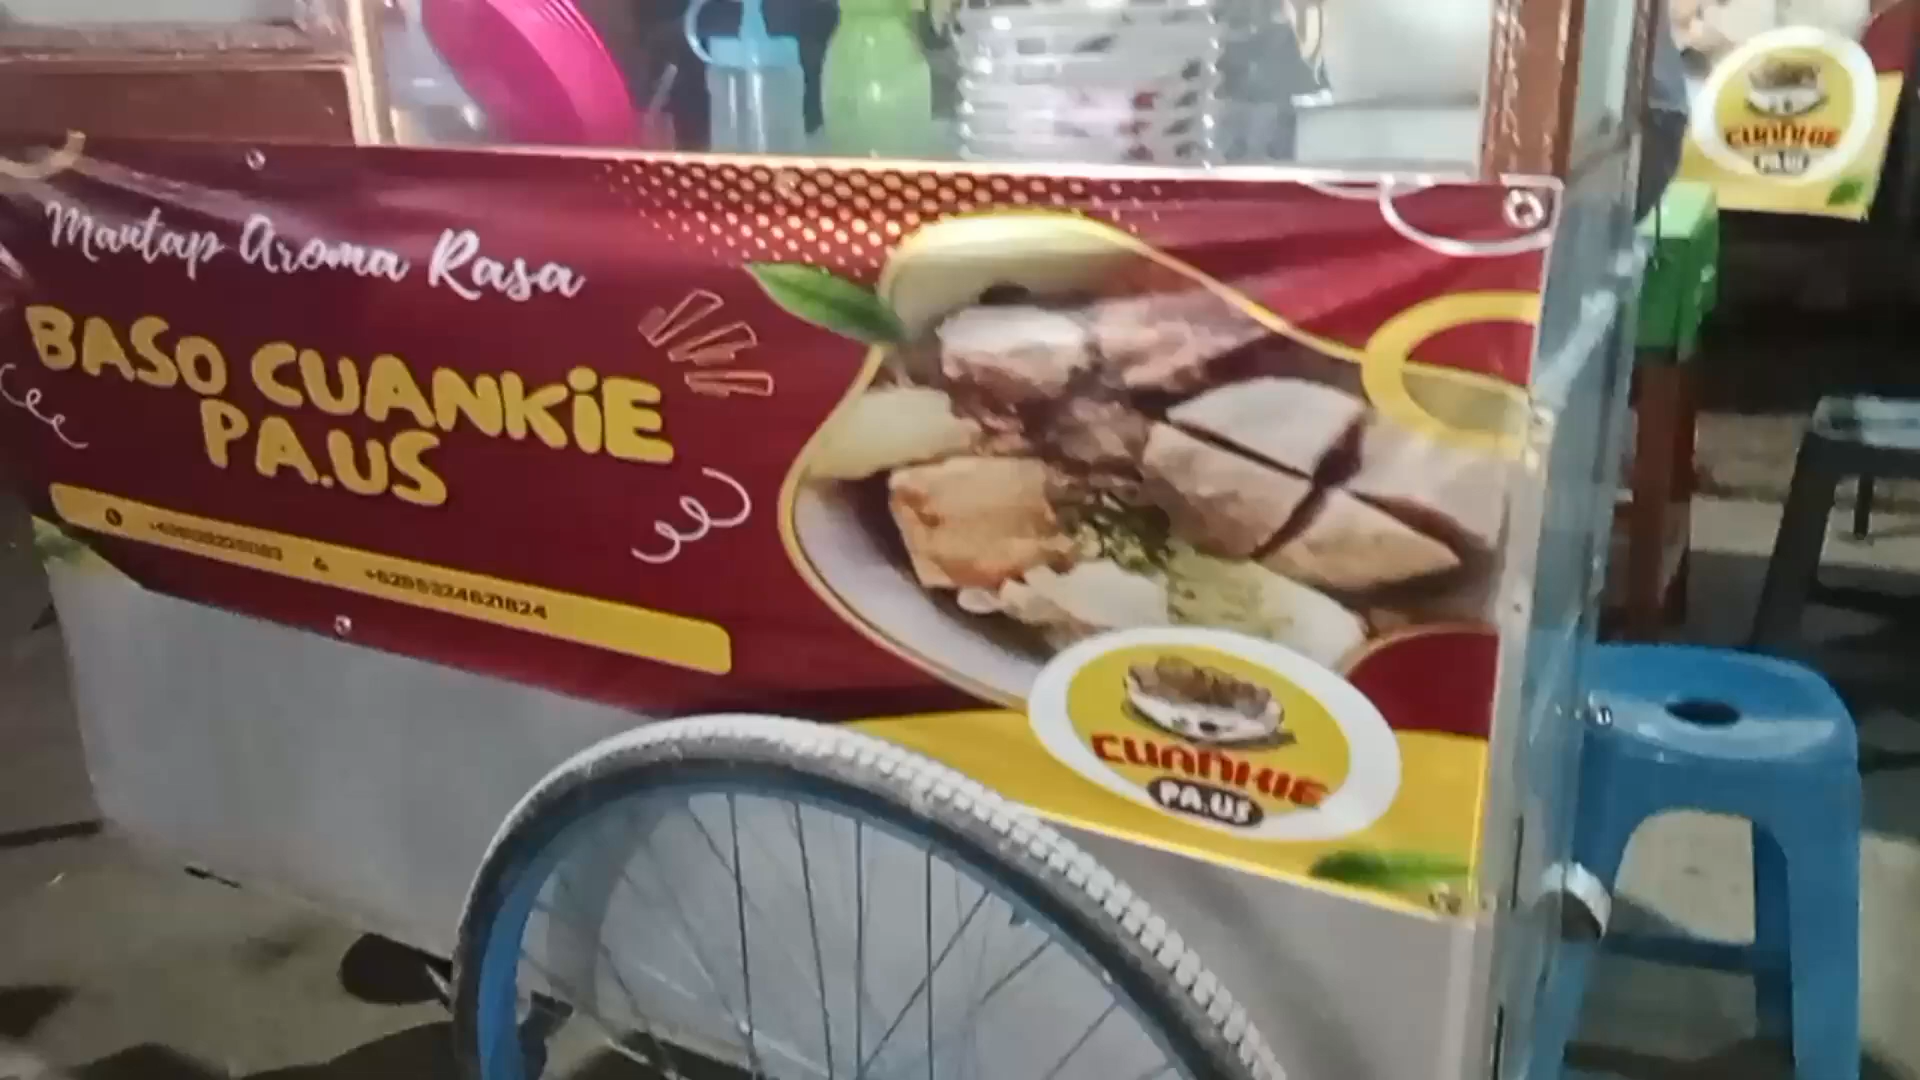 Mantap Aroma Rasa
BASO CUANKiE
PA.US
& +6285324621824
CUANKIE
PA.US
CUANKIE
PA.US